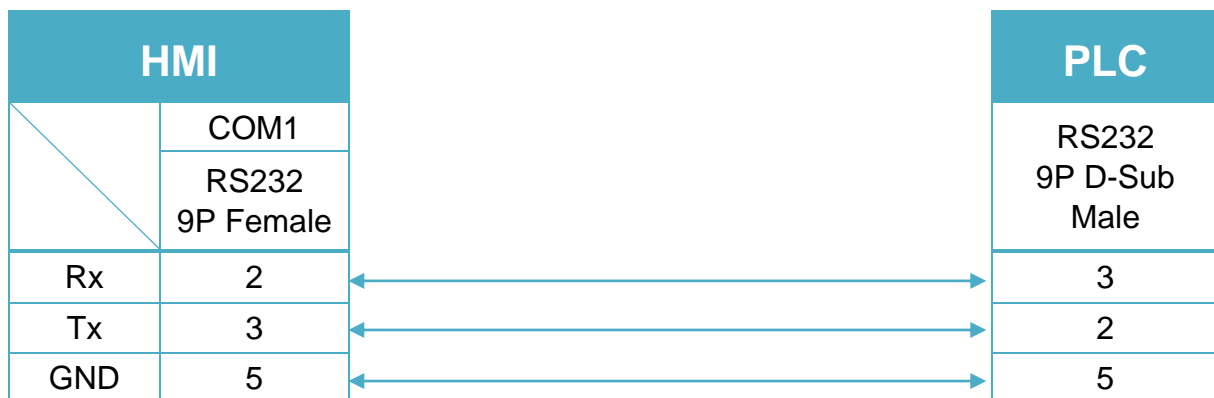 HMI
PLC
COM1
RS232
9P Female
RS232
9P D-Sub
Male
Rx 2 3
Tx 3 2
GND 5 5